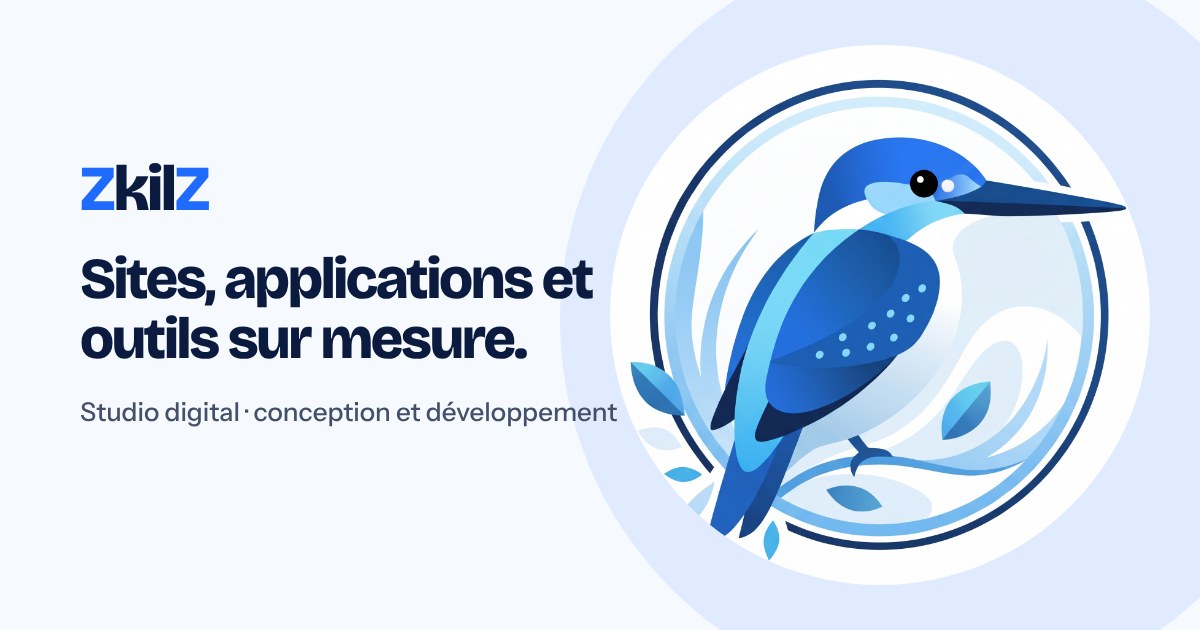 zkilz
Sites, applications et
outils sur mesure.
Studio digital · conception et développement